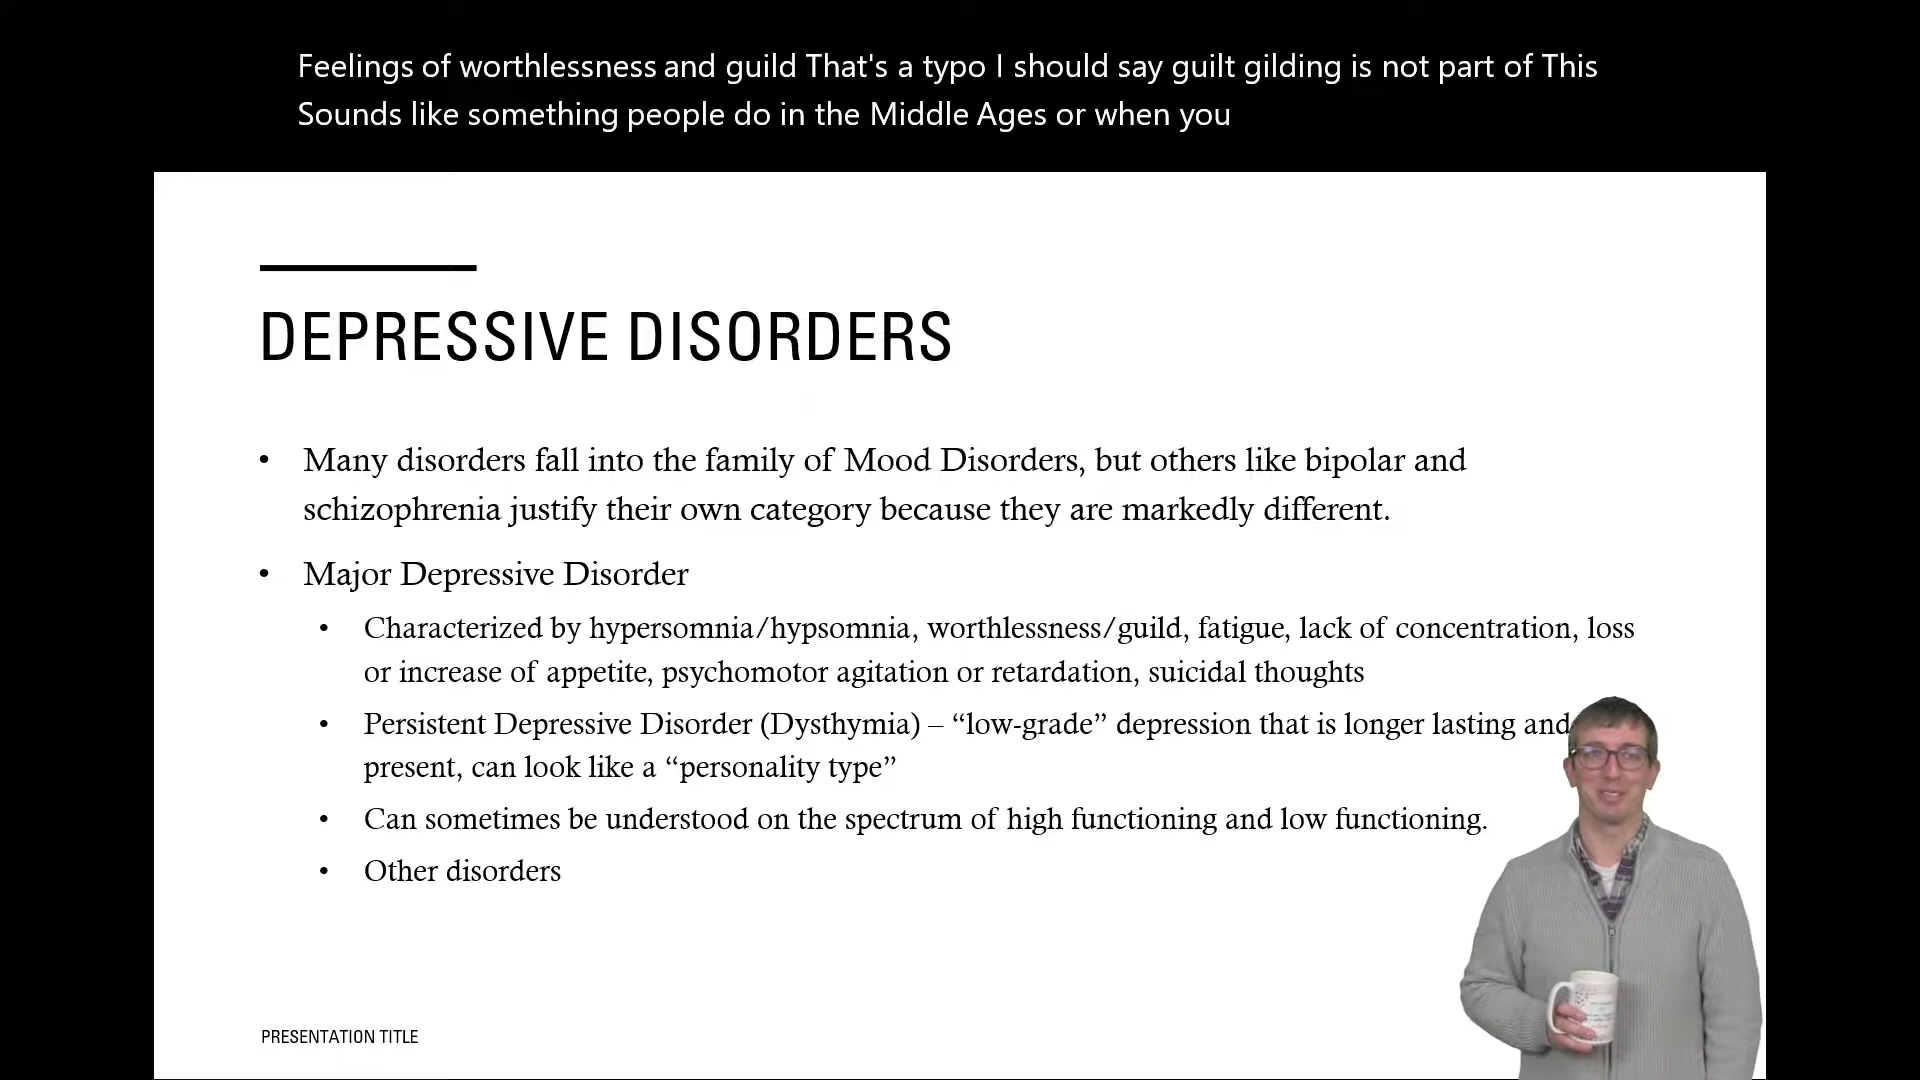 Feelings of worthlessness and guild That's a typo I should say guilt gilding is not part of This
Sounds like something people do in the Middle Ages or when you
DEPRESSIVE DISORDERS
• Many disorders fall into the family of Mood Disorders, but others like bipolar and
schizophrenia justify their own category because they are markedly different.
• Major Depressive Disorder
• Characterized by hypersomnia/hypsomnia, worthlessness/guild, fatigue, lack of concentration, loss
or increase of appetite, psychomotor agitation or retardation, suicidal thoughts
• Persistent Depressive Disorder (Dysthymia) – “low-grade” depression that is longer lasting and
present, can look like a “personality type”
• Can sometimes be understood on the spectrum of high functioning and low functioning.
• Other disorders
PRESENTATION TITLE